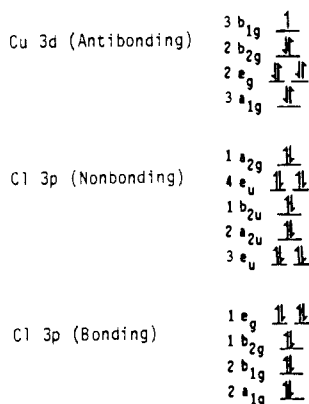 3 b1g
Cu 3d (Antibonding)
2 b2g
2 eg
3 a1g
1 a2g
Cl 3p (Nonbonding)
4 eu
1 b2u
2 a2u
3 eu
1 eg
Cl 3p (Bonding)
1 b2g
2 b1g
2 a1g